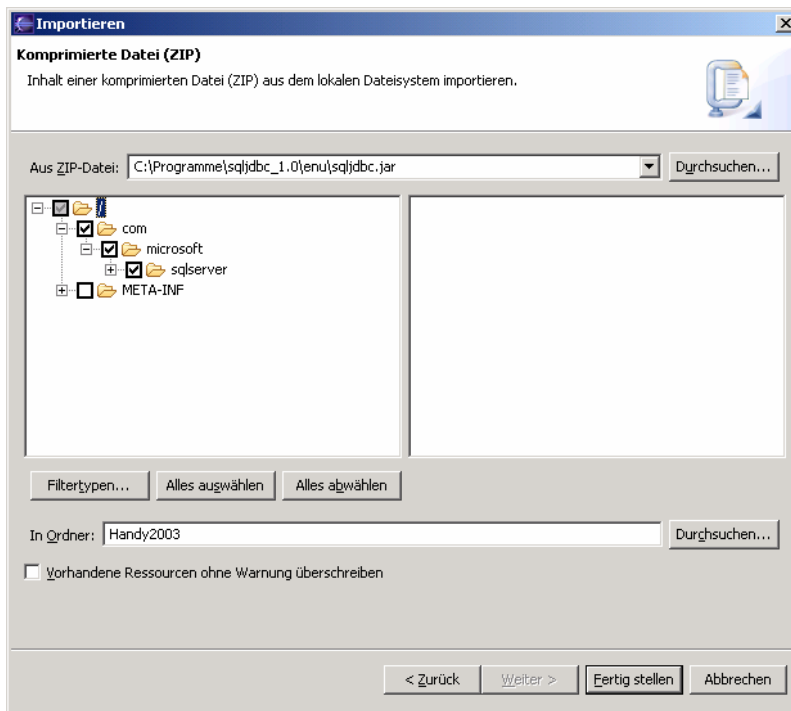 Importieren
Komprimierte Datei (ZIP)
Inhalt einer komprimierten Datei (ZIP) aus dem lokalen Dateisystem importieren.
Aus ZIP-Datei: C:\Programme\sqljdbc_1.0\enu\sqljdbc.jar Durchsuchen...
/
com
microsoft
sqlserver
META-INF
Filtertypen... Alles auswählen Alles abwählen
In Ordner: Handy2003 Durchsuchen...
Vorhandene Ressourcen ohne Warnung überschreiben
< Zurück Weiter > Fertig stellen Abbrechen